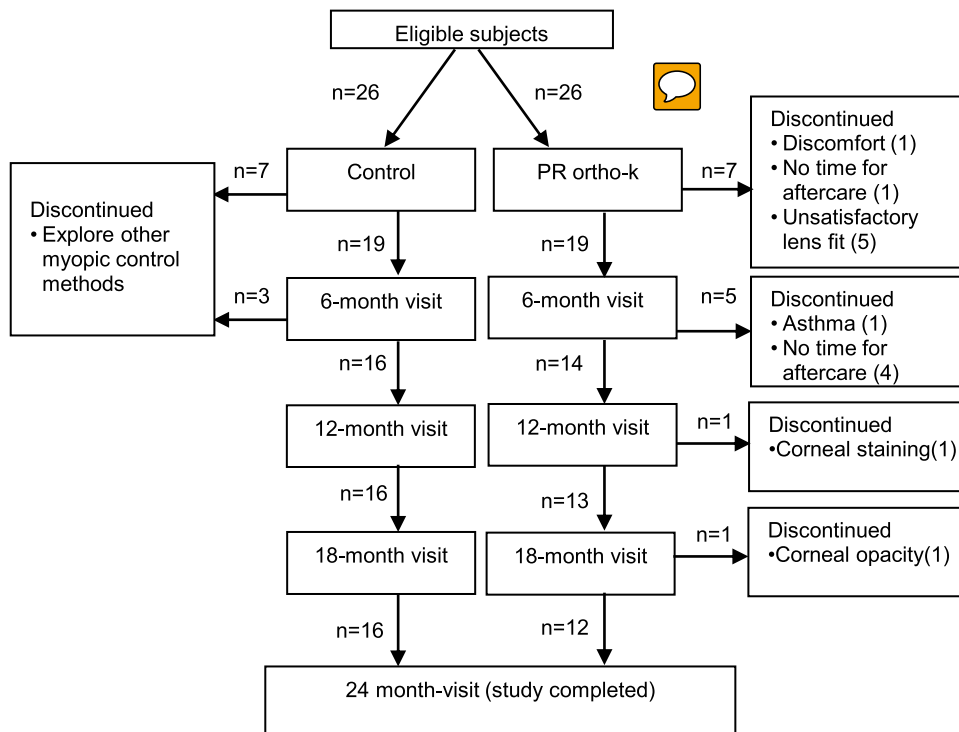 Eligible subjects
n=26
n=26
Control
PR ortho-k
n=7
Discontinued
• Explore other
myopic control
methods
n=7
Discontinued
• Discomfort (1)
• No time for
aftercare (1)
• Unsatisfactory
lens fit (5)
n=19
n=19
6-month visit
6-month visit
n=3
n=5
Discontinued
• Asthma (1)
• No time for
aftercare (4)
n=16
n=14
12-month visit
12-month visit
n=1
Discontinued
•Corneal staining(1)
n=16
n=13
18-month visit
18-month visit
n=1
Discontinued
•Corneal opacity(1)
n=16
n=12
24 month-visit (study completed)